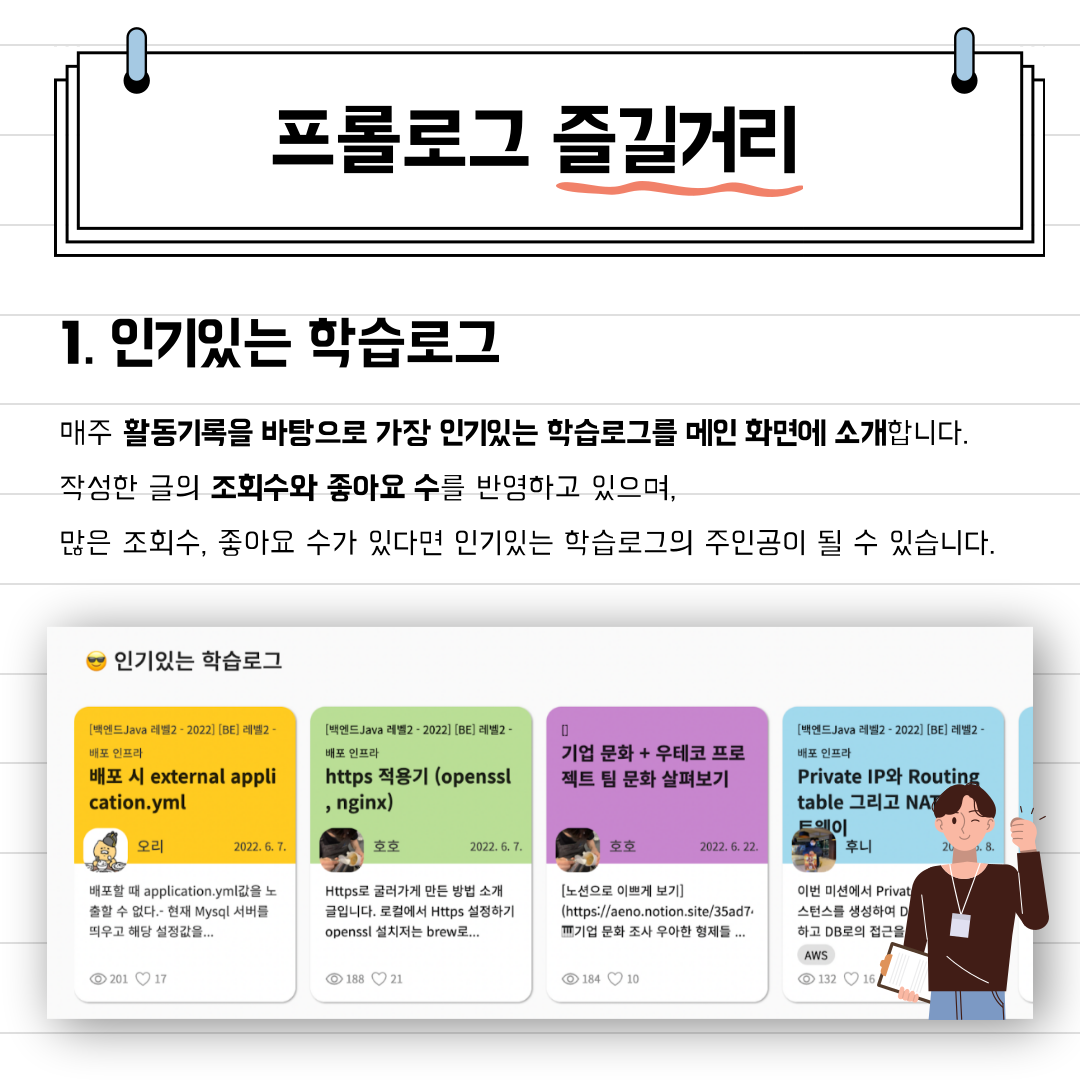 프롤로그 즐길거리
1. 인기있는 학습로그
매주 활동기록을 바탕으로 가장 인기있는 학습로그를 메인 화면에 소개합니다.
작성한 글의 조회수와 좋아요 수를 반영하고 있으며,
많은 조회수, 좋아요 수가 있다면 인기있는 학습로그의 주인공이 될 수 있습니다.
😎 인기있는 학습로그
[백엔드Java 레벨2 - 2022] [BE] 레벨2 -
배포 인프라
배포 시 external appli
cation.yml
오리 2022. 6. 7.
배포할 때 application.yml값을 노
출할 수 없다.- 현재 Mysql 서버를
띄우고 해당 설정값을...
201 17
[백엔드Java 레벨2 - 2022] [BE] 레벨2 -
배포 인프라
https 적용기 (openssl
, nginx)
호호 2022. 6. 7.
Https로 굴러가게 만든 방법 소개
글입니다. 로컬에서 Https 설정하기
openssl 설치저는 brew로...
188 21
[]
기업 문화 + 우테코 프로
젝트 팀 문화 살펴보기
호호 2022. 6. 22.
[노션으로 이쁘게 보기]
(https://aeno.notion.site/35ad7
🎹기업 문화 조사 우아한 형제들 ...
184 10
[백엔드Java 레벨2 - 2022] [BE] 레벨2 -
배포 인프라
Private IP와 Routing
table 그리고 NAT
트웨이
후니 8.
이번 미션에서 Privat
스턴스를 생성하여
하고 DB로의 접근을
AWS
132 16